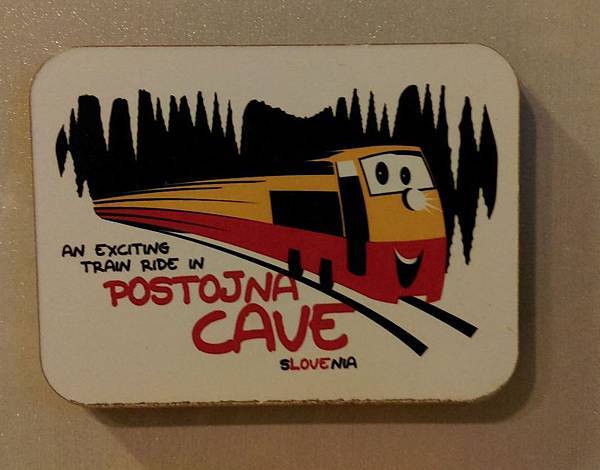 AN EXCITING
TRAIN RIDE IN
POSTOJNA
CAVE
SLOVENIA